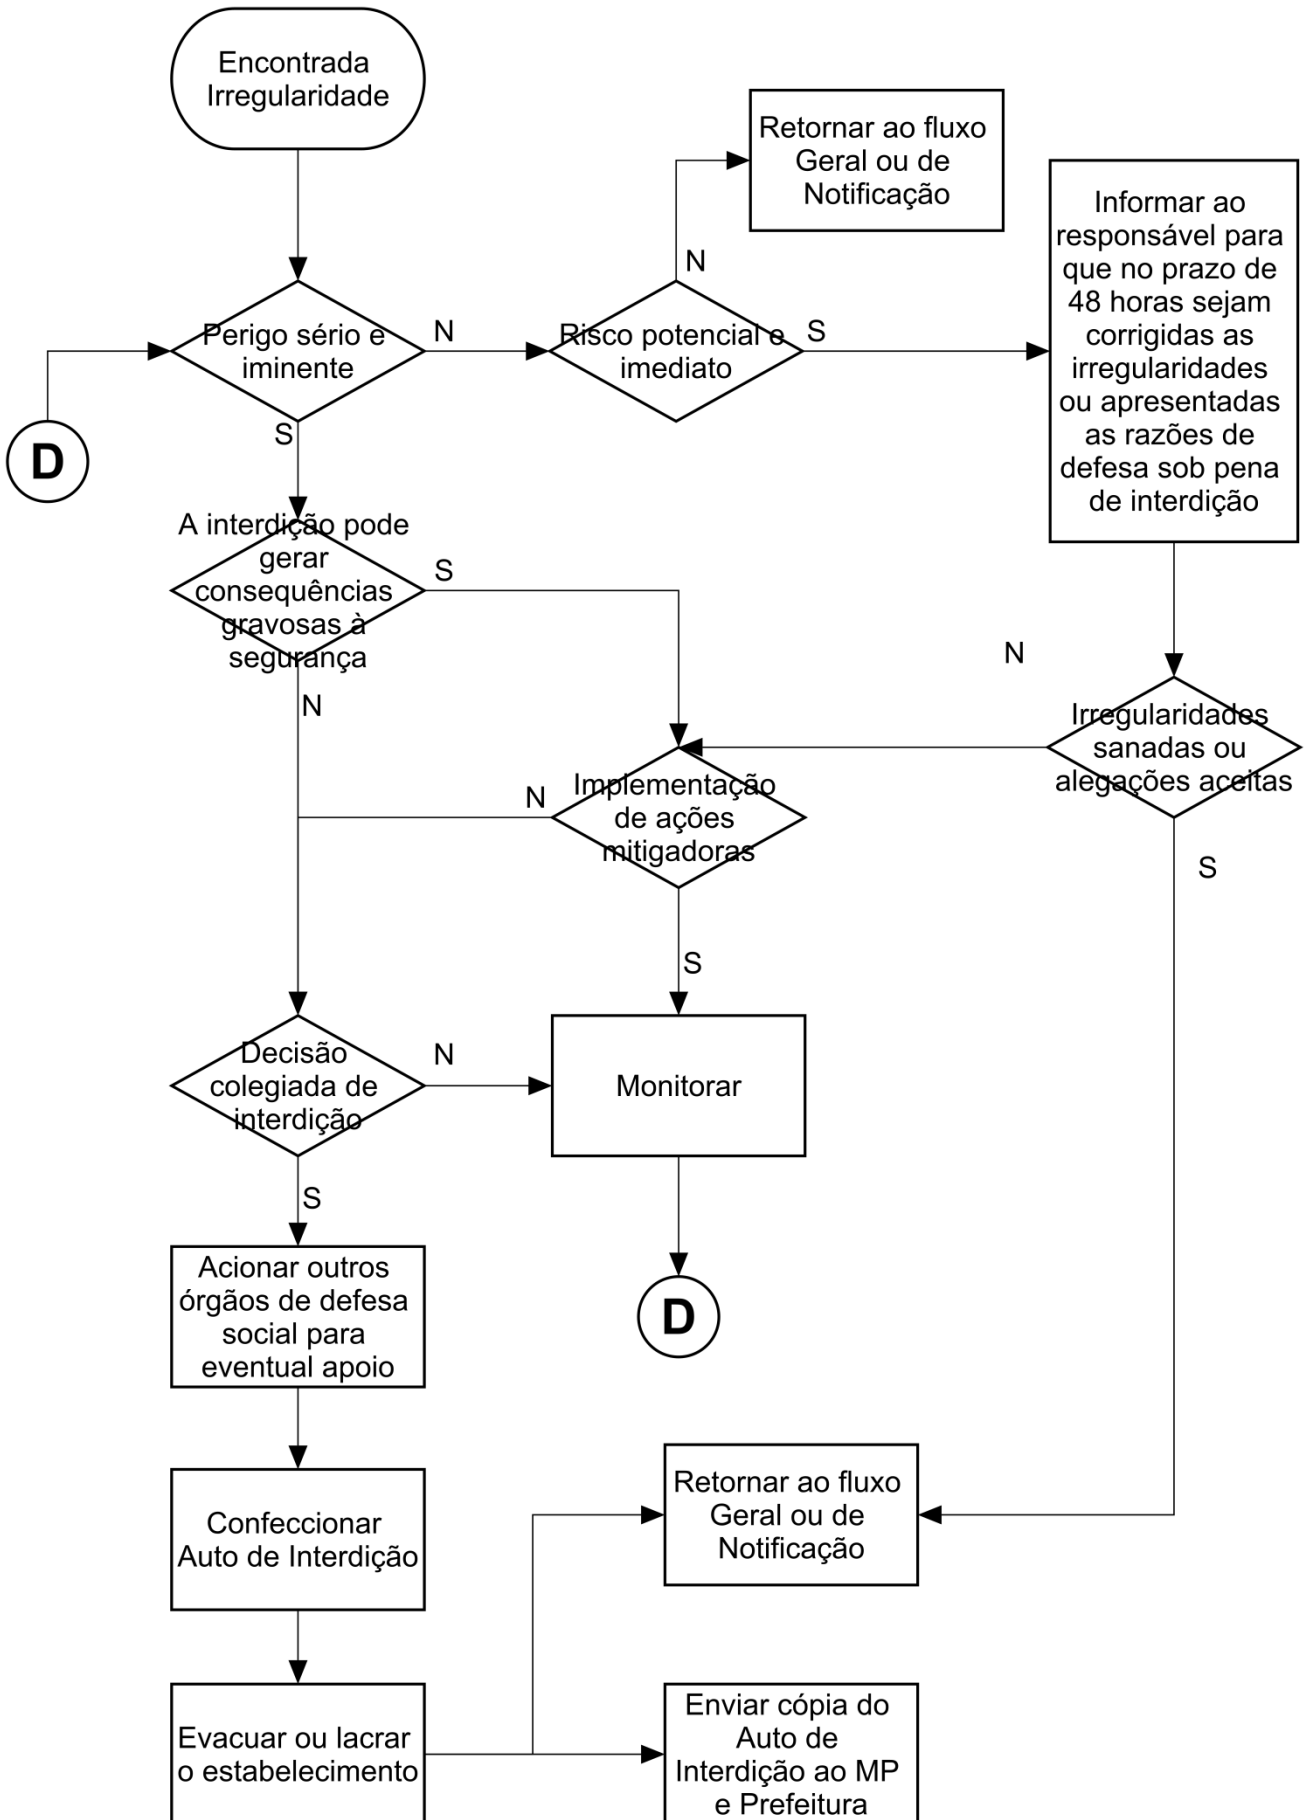 Encontrada
Irregularidade
Retornar ao fluxo
Geral ou de
Notificação
Informar ao
responsável para
que no prazo de
48 horas sejam
corrigidas as
irregularidades
ou apresentadas
as razões de
defesa sob pena
de interdição
N
Perigo sério e
iminente
N
Risco potencial e
imediato
S
D
S
A interdição pode
gerar
consequências
gravosas à
segurança
S
N
N
Irregularidades
sanadas ou
alegações aceitas
Implementação
de ações
mitigadoras
N
S
S
Decisão
colegiada de
interdição
N
Monitorar
S
Acionar outros
órgãos de defesa
social para
eventual apoio
D
Confeccionar
Auto de Interdição
Retornar ao fluxo
Geral ou de
Notificação
Evacuar ou lacrar
o estabelecimento
Enviar cópia do
Auto de
Interdição ao MP
e Prefeitura